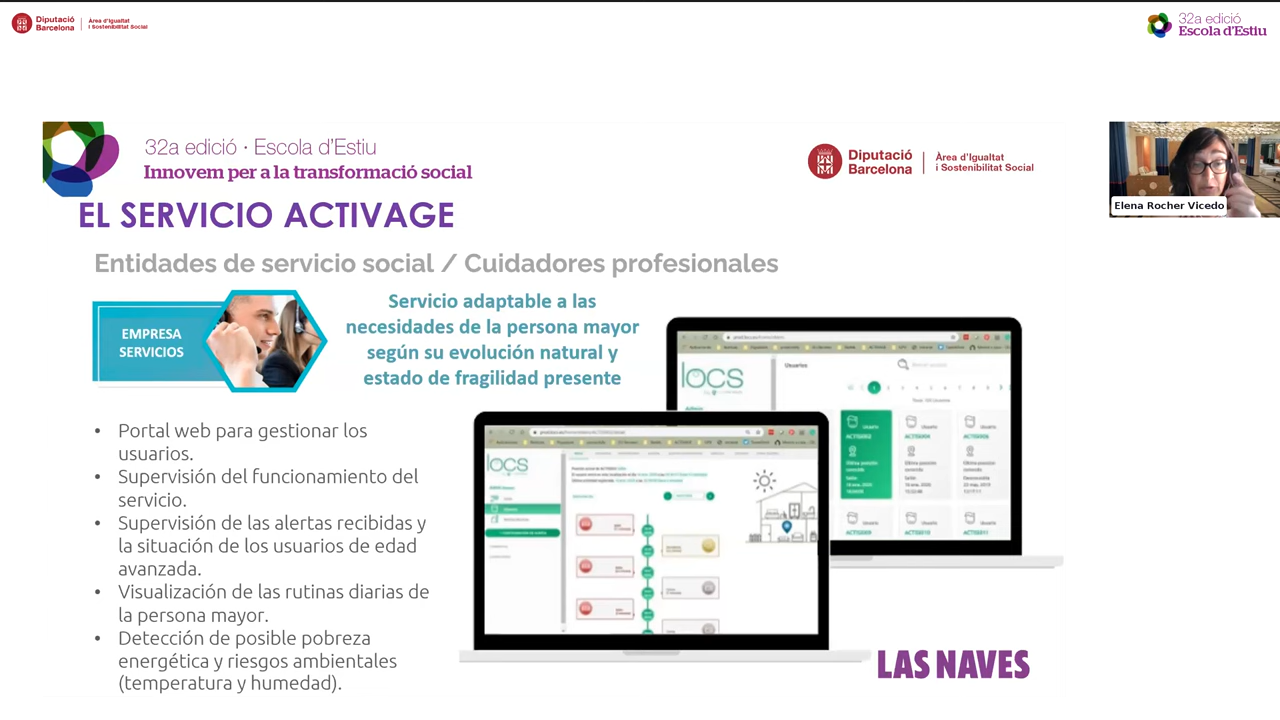 Diputació
Barcelona
Àrea d'Igualtat
i Sostenibilitat Social
32a edició
Escola d'Estiu
32a edició · Escola d'Estiu
Innovem per a la transformació social
Diputació
Barcelona
Àrea d'Igualtat
i Sostenibilitat Social
Elena Rocher Vicedo
EL SERVICIO ACTIVAGE
Entidades de servicio social / Cuidadores profesionales
EMPRESA
SERVICIOS
Servicio adaptable a las
necesidades de la persona mayor
según su evolución natural y
estado de fragilidad presente
• Portal web para gestionar los
usuarios.
• Supervisión del funcionamiento del
servicio.
• Supervisión de las alertas recibidas y
la situación de los usuarios de edad
avanzada.
• Visualización de las rutinas diarias de
la persona mayor.
• Detección de posible pobreza
energética y riesgos ambientales
(temperatura y humedad).
locs
Usuarios
locs
LAS NAVES